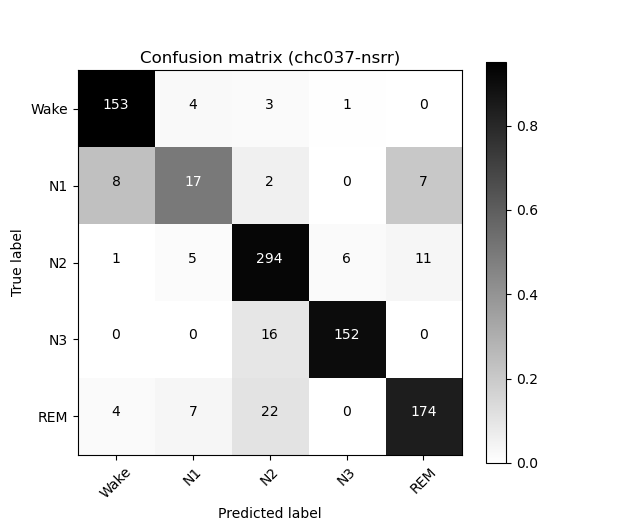 Confusion matrix (chc037-nsrr)
Wake 153 4 3 1 0
N1 8 17 2 0 7
N2 1 5 294 6 11
N3 0 0 16 152 0
REM 4 7 22 0 174
Wake N1 N2 N3 REM
True label
Predicted label
0.8
0.6
0.4
0.2
0.0